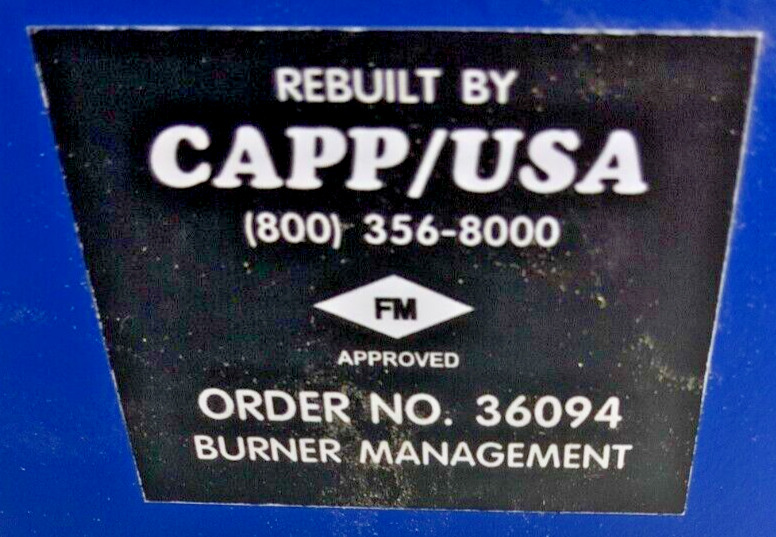 REBUILT BY
CAPP/USA
(800) 356-8000
FM
APPROVED
ORDER NO. 36094
BURNER MANAGEMENT